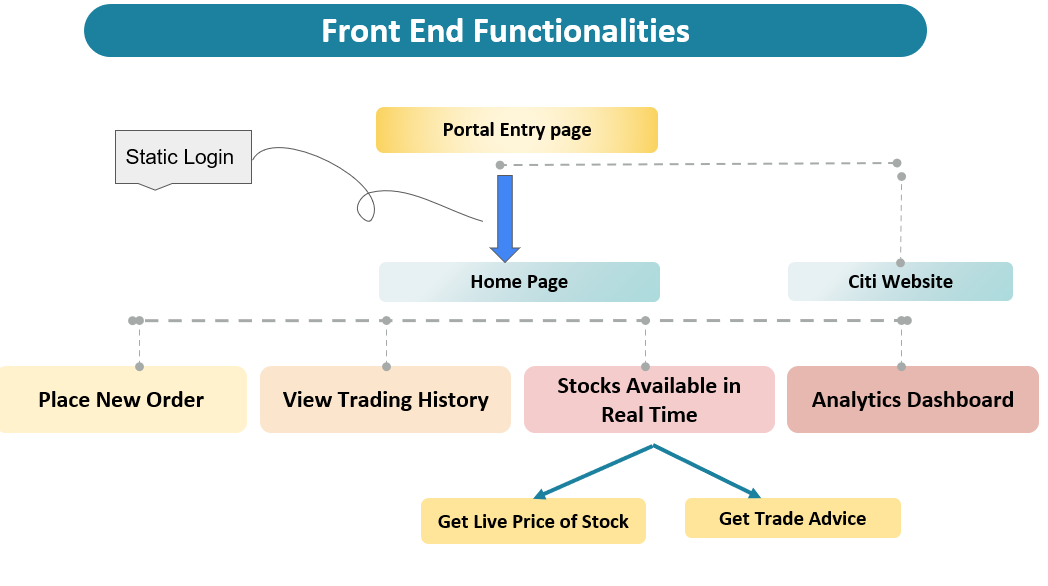 Front End Functionalities
Portal Entry page
Static Login
Home Page
Citi Website
Place New Order
View Trading History
Stocks Available in
Real Time
Analytics Dashboard
Get Live Price of Stock
Get Trade Advice